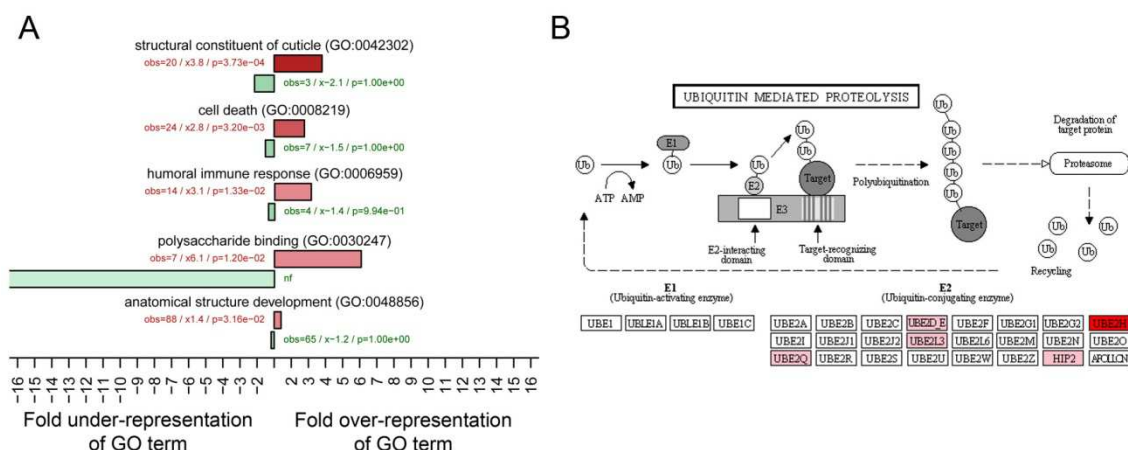 A
structural constituent of cuticle (GO:0042302)
obs=20 / x3.8 / p=3.73e−04
obs=3 / x−2.1 / p=1.00e+00
cell death (GO:0008219)
obs=24 / x2.8 / p=3.20e−03
obs=7 / x−1.5 / p=1.00e+00
humoral immune response (GO:0006959)
obs=14 / x3.1 / p=1.33e−02
obs=4 / x−1.4 / p=9.94e−01
polysaccharide binding (GO:0030247)
obs=7 / x6.1 / p=1.20e−02
nf
anatomical structure development (GO:0048856)
obs=88 / x1.4 / p=3.16e−02
obs=65 / x−1.2 / p=1.00e+00
−16 −15 −14 −13 −12 −11 −10 −9 −8 −7 −6 −5 −4 −3 −2 2 3 4 5 6 7 8 9 10 11 12 13 14 15 16
Fold under-representation of GO term
Fold over-representation of GO term
B
UBIQUITIN MEDIATED PROTEOLYSIS
Ub
E1
Ub
Ub
E2
Ub
Ub
Target
E3
ATP AMP
E2-interacting domain
Target-recognizing domain
Polyubiquitination
Ub
Ub
Ub
Ub
Ub
Target
Degradation of target protein
Proteasome
Ub
Ub
Ub
Ub
Recycling
E1
(Ubiquitin-activating enzyme)
UBE1 UBLE1A UBLE1B UBE1C
E2
(Ubiquitin-conjugating enzyme)
UBE2A UBE2B UBE2C UBE2D_E UBE2F UBE2G1 UBE2G2 UBE2H
UBE2I UBE2J1 UBE2J2 UBE2L3 UBE2L6 UBE2M UBE2N UBE2O
UBE2Q UBE2R UBE2S UBE2U UBE2W UBE2Z HIP2 APOLLON